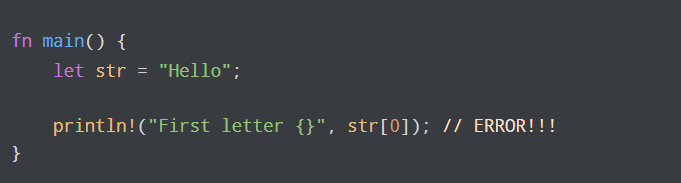 fn main() {
    let str = "Hello";
    println!("First letter {}", str[0]); // ERROR!!!
}